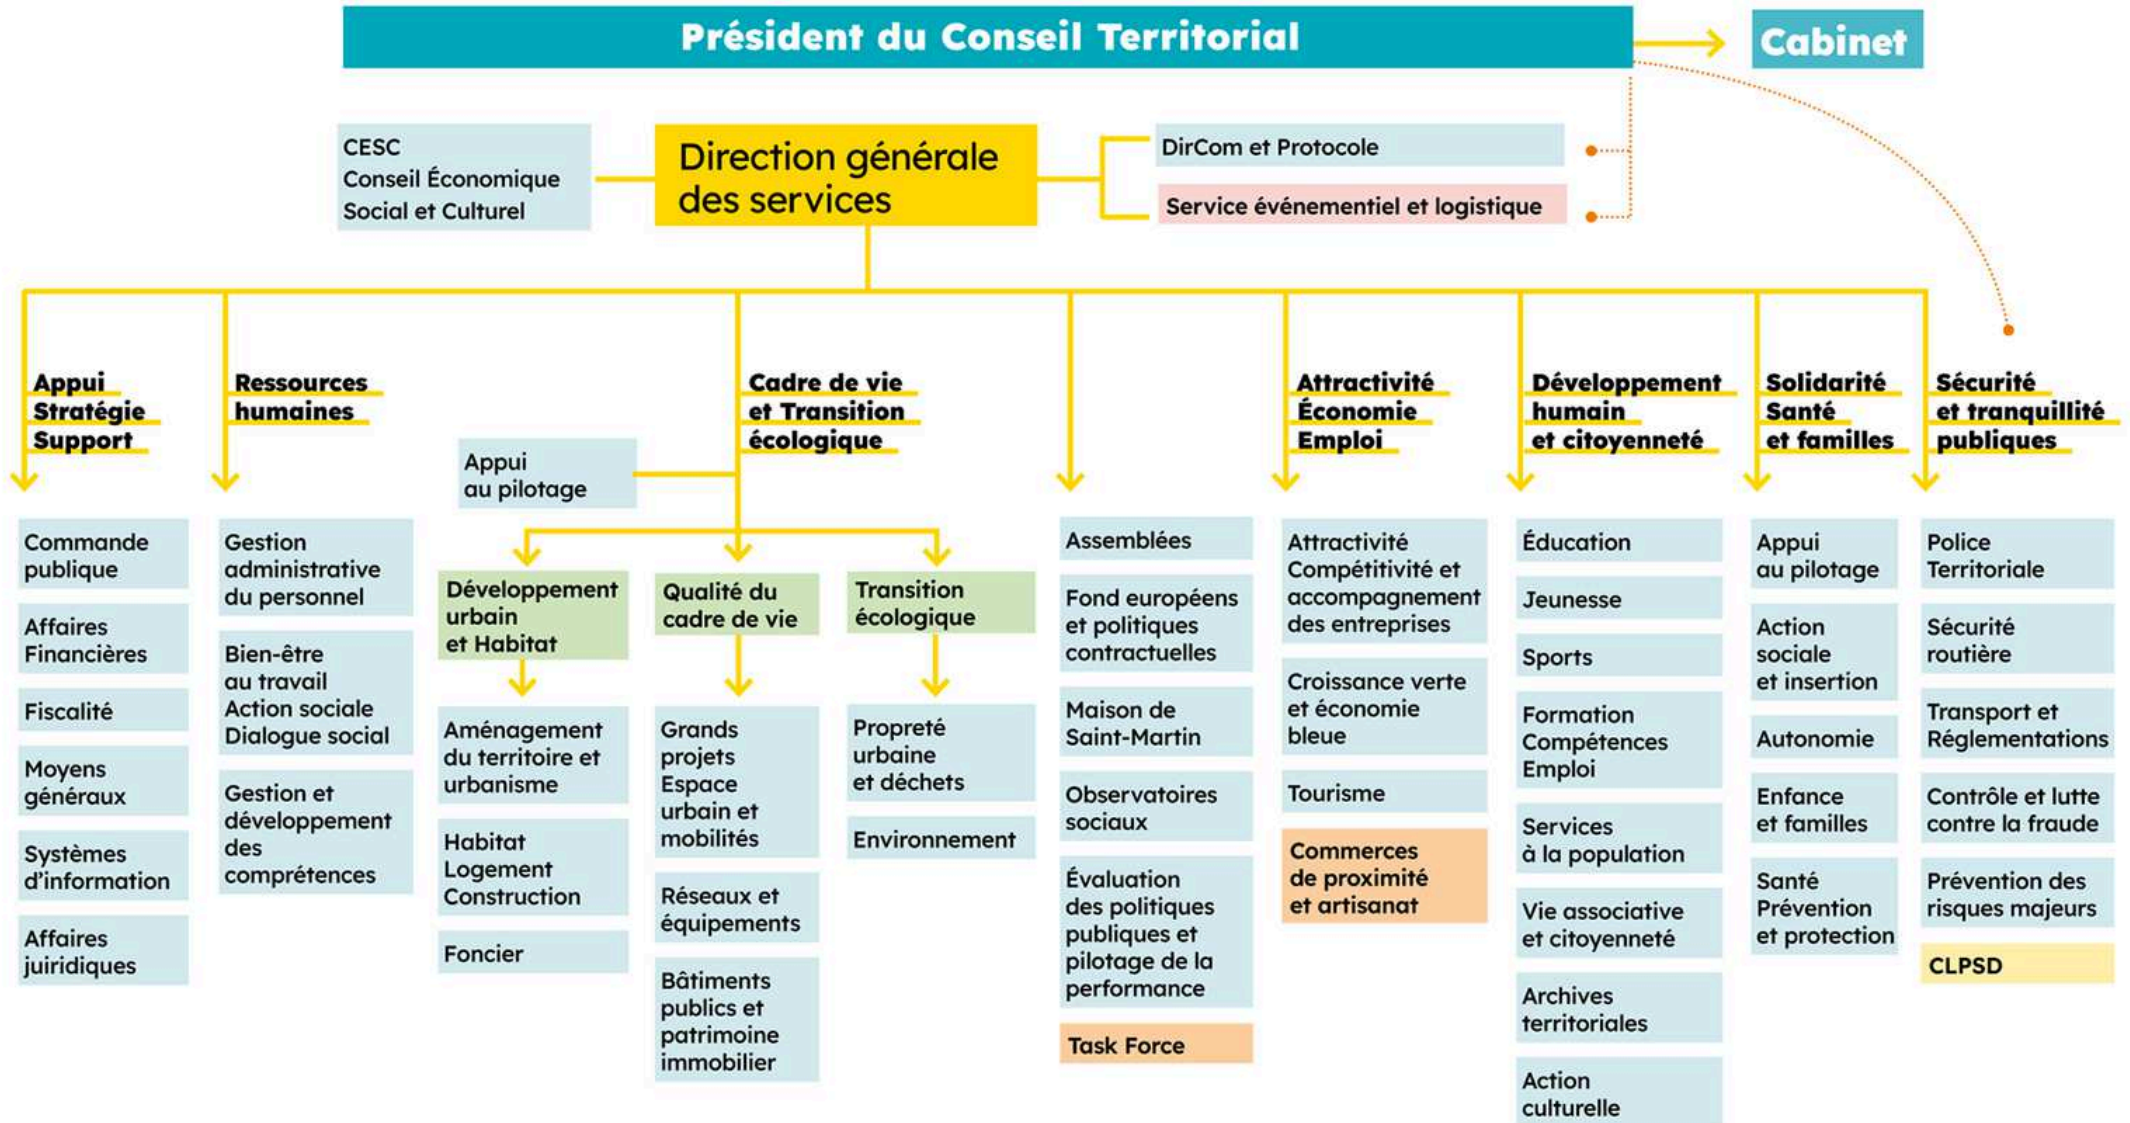 Président du Conseil Territorial
Cabinet
CESC
Conseil Économique
Social et Culturel
Direction générale
des services
DirCom et Protocole
Service événementiel et logistique
Appui
Stratégie
Support
Ressources
humaines
Cadre de vie
et Transition
écologique
Attractivité
Économie
Emploi
Développement
humain
et citoyenneté
Solidarité
Santé
et familles
Sécurité
et tranquillité
publiques
Commande
publique
Affaires
Financières
Fiscalité
Moyens
généraux
Systèmes
d'information
Affaires
juiridiques
Gestion
administrative
du personnel
Bien-être
au travail
Action sociale
Dialogue social
Gestion et
développement
des
comprétences
Appui
au pilotage
Développement
urbain
et Habitat
Aménagement
du territoire et
urbanisme
Habitat
Logement
Construction
Foncier
Qualité du
cadre de vie
Grands
projets
Espace
urbain et
mobilités
Réseaux et
équipements
Bâtiments
publics et
patrimoine
immobilier
Transition
écologique
Propreté
urbaine
et déchets
Environnement
Assemblées
Fond européens
et politiques
contractuelles
Maison de
Saint-Martin
Observatoires
sociaux
Évaluation
des politiques
publiques et
pilotage de la
performance
Task Force
Attractivité
Compétitivité et
accompagnement
des entreprises
Croissance verte
et économie
bleue
Tourisme
Commerces
de proximité
et artisanat
Éducation
Jeunesse
Sports
Formation
Compétences
Emploi
Services
à la population
Vie associative
et citoyenneté
Archives
territoriales
Action
culturelle
Appui
au pilotage
Action
sociale
et insertion
Autonomie
Enfance
et familles
Santé
Prévention
et protection
Police
Territoriale
Sécurité
routière
Transport et
Réglementations
Contrôle et lutte
contre la fraude
Prévention des
risques majeurs
CLPSD